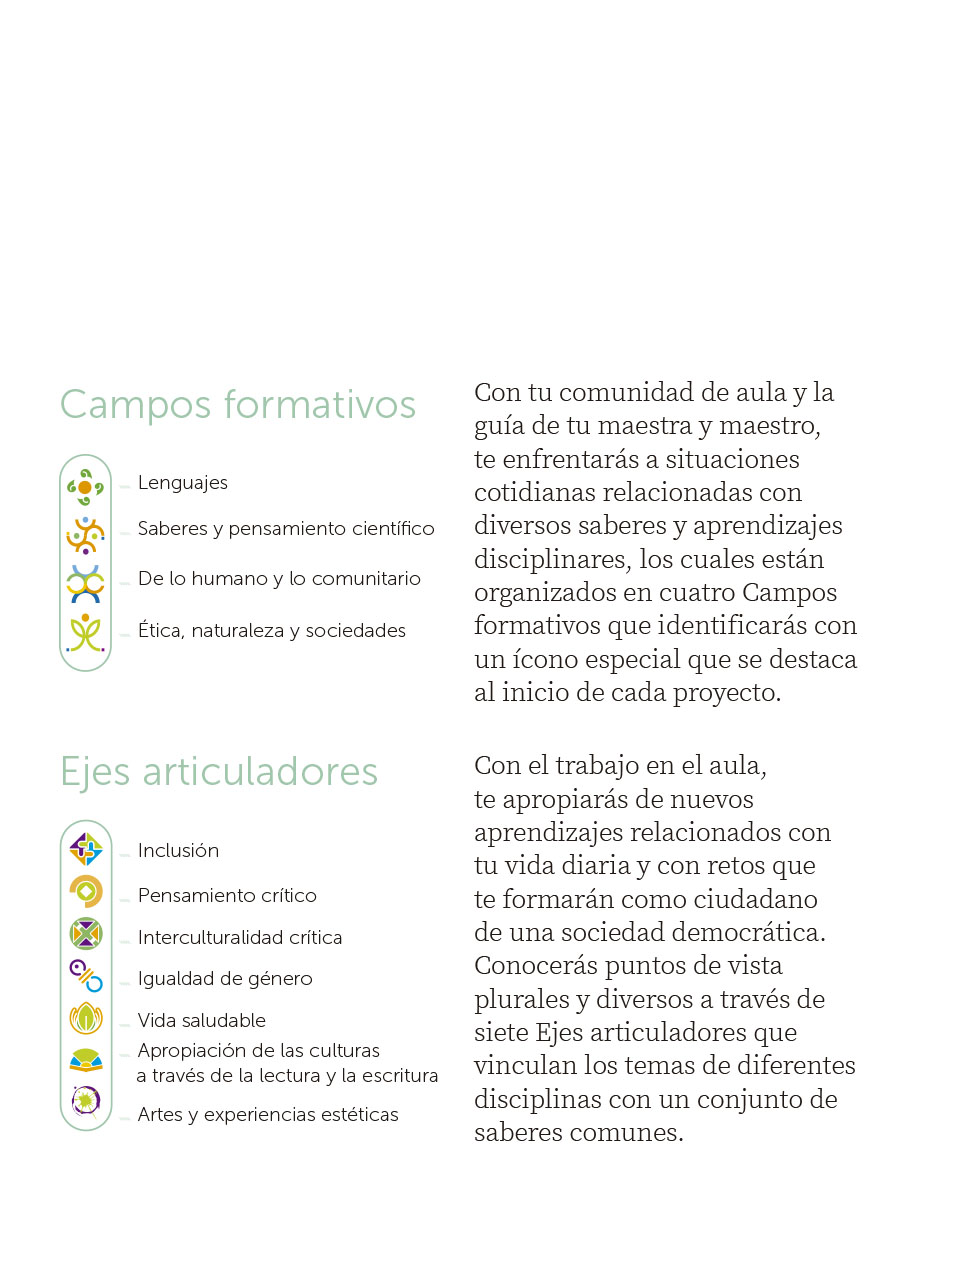 Campos formativos
Lenguajes
Saberes y pensamiento científico
De lo humano y lo comunitario
Ética, naturaleza y sociedades
Con tu comunidad de aula y la
guía de tu maestra y maestro,
te enfrentarás a situaciones
cotidianas relacionadas con
diversos saberes y aprendizajes
disciplinares, los cuales están
organizados en cuatro Campos
formativos que identificarás con
un ícono especial que se destaca
al inicio de cada proyecto.
Ejes articuladores
Inclusión
Pensamiento crítico
Interculturalidad crítica
Igualdad de género
Vida saludable
Apropiación de las culturas
a través de la lectura y la escritura
Artes y experiencias estéticas
Con el trabajo en el aula,
te apropiarás de nuevos
aprendizajes relacionados con
tu vida diaria y con retos que
te formarán como ciudadano
de una sociedad democrática.
Conocerás puntos de vista
plurales y diversos a través de
siete Ejes articuladores que
vinculan los temas de diferentes
disciplinas con un conjunto de
saberes comunes.